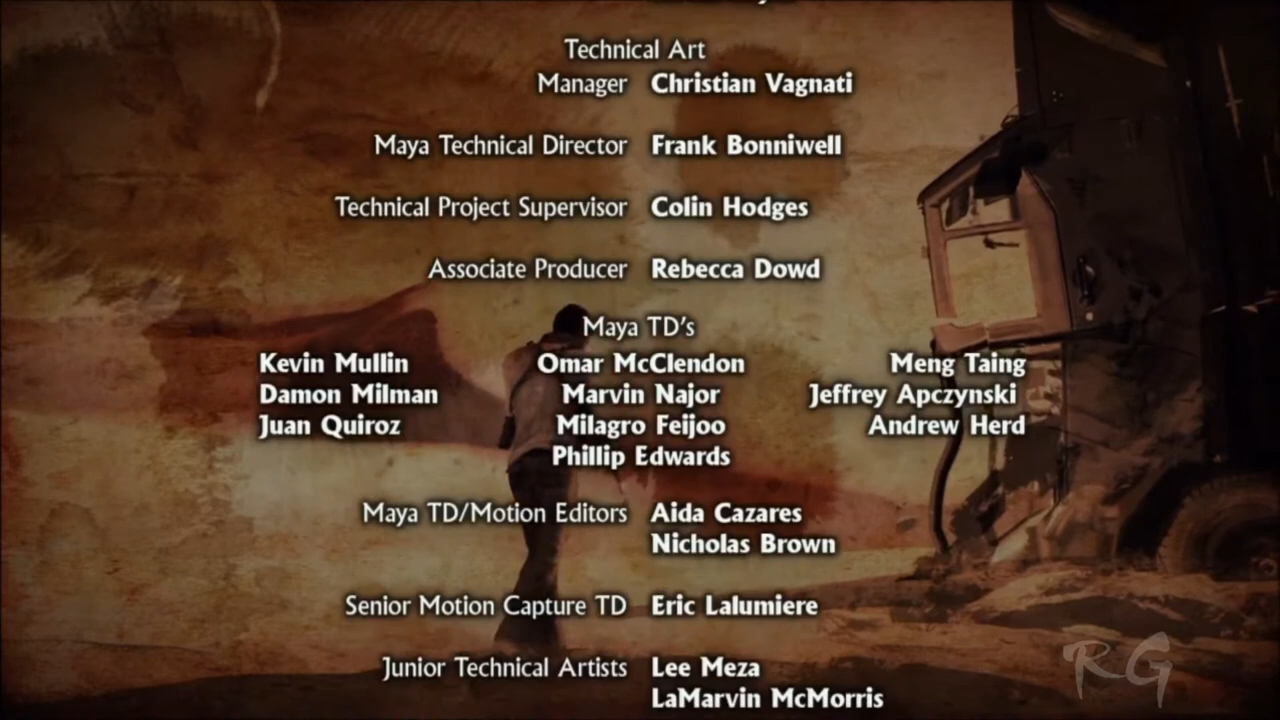 Technical Art
Manager Christian Vagnati
Maya Technical Director Frank Bonniwell
Technical Project Supervisor Colin Hodges
Associate Producer Rebecca Dowd
Maya TD's
Kevin Mullin Omar McClendon Meng Taing
Damon Milman Marvin Najor Jeffrey Apczynski
Juan Quiroz Milagro Feijoo Andrew Herd
Phillip Edwards
Maya TD/Motion Editors Aida Cazares
Nicholas Brown
Senior Motion Capture TD Eric Lalumiere
Junior Technical Artists Lee Meza
LaMarvin McMorris
RG